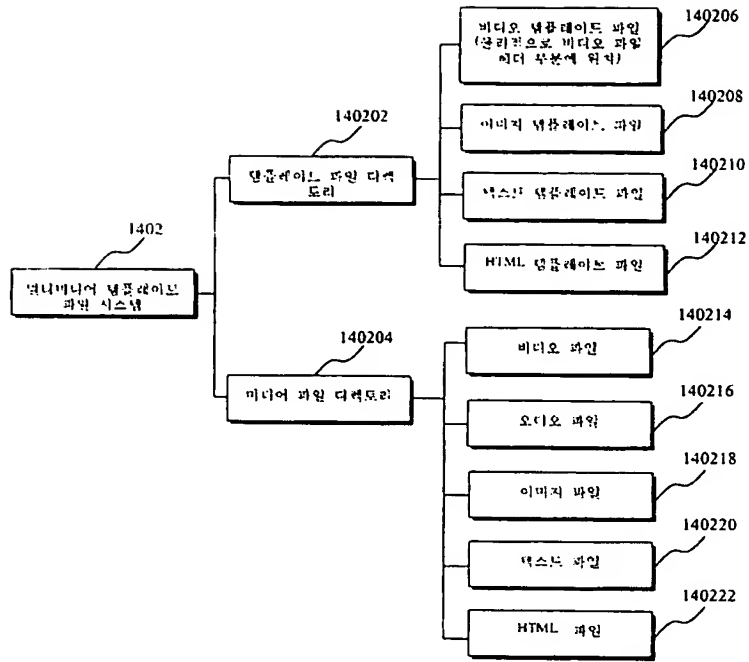 140206
비디오 템플레이트 파일
(물리적으로 비디오 파일
헤더 부분에 위치)
140208
이미지 템플레이트 파일
140202
템플레이트 파일 디렉
토리
140210
텍스트 템플레이트 파일
140212
HTML 템플레이트 파일
1402
멀티미디어 템플레이트
파일 시스템
140204
미디어 파일 디렉토리
140214
비디오 파일
140216
오디오 파일
140218
이미지 파일
140220
텍스트 파일
140222
HTML 파일